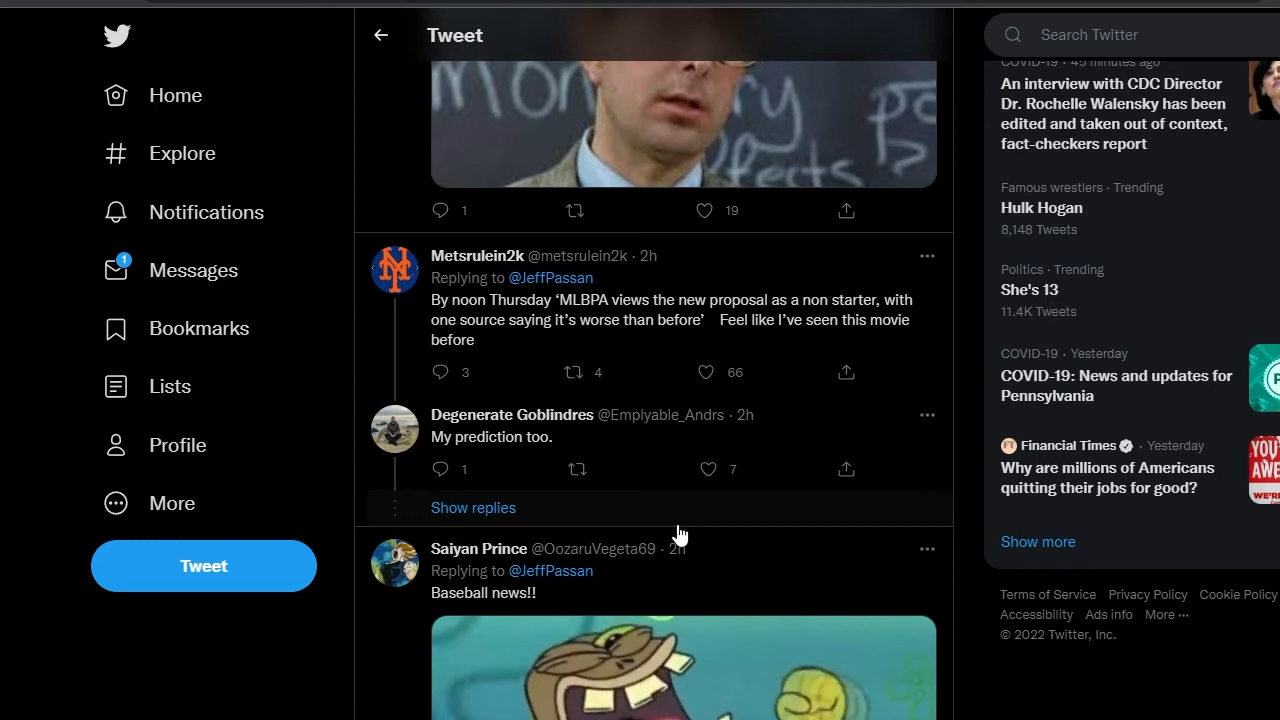 Tweet
Search Twitter
Home
Explore
Notifications
1
Messages
Bookmarks
Lists
Profile
More
Tweet
1
19
Metsrulein2k @metsrulein2k · 2h
Replying to @JeffPassan
By noon Thursday ‘MLBPA views the new proposal as a non starter, with
one source saying it’s worse than before’ Feel like I’ve seen this movie
before
3 4 66
Degenerate Goblindres @Emplyable_Andrs · 2h
My prediction too.
1 7
Show replies
Saiyan Prince @OozaruVegeta69 · 2h
Replying to @JeffPassan
Baseball news!!
COVID-19 · 45 minutes ago
An interview with CDC Director
Dr. Rochelle Walensky has been
edited and taken out of context,
fact-checkers report
Famous wrestlers · Trending
Hulk Hogan
8,148 Tweets
Politics · Trending
She's 13
11.4K Tweets
COVID-19 · Yesterday
COVID-19: News and updates for
Pennsylvania
Financial Times · Yesterday
Why are millions of Americans
quitting their jobs for good?
Show more
Terms of Service Privacy Policy Cookie Policy
Accessibility Ads info More ···
© 2022 Twitter, Inc.